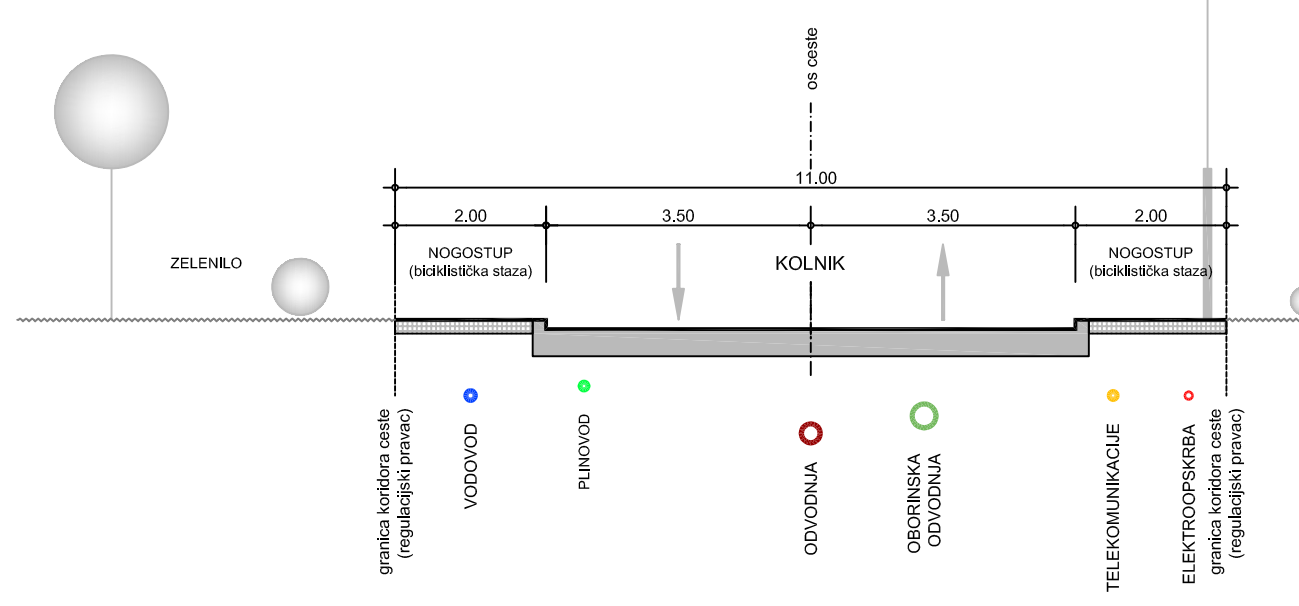 os ceste
11.00
2.00
3.50
3.50
2.00
ZELENILO
NOGOSTUP
(biciklistička staza)
KOLNIK
NOGOSTUP
(biciklistička staza)
granica koridora ceste
(regulacijski pravac)
VODOVOD
PLINOVOD
ODVODNJA
OBORINSKA
ODVODNJA
TELEKOMUNIKACIJE
ELEKTROOPSKRBA
granica koridora ceste
(regulacijski pravac)